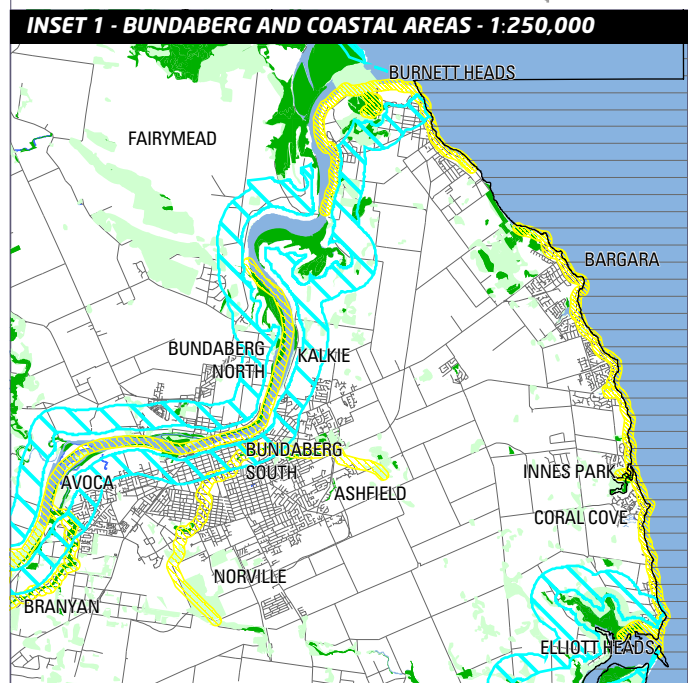 INSET 1 - BUNDABERG AND COASTAL AREAS - 1:250,000
BURNETT HEADS
FAIRYMEAD
BARGARA
BUNDABERG
NORTH
KALKIE
BUNDABERG
SOUTH
AVOCA
ASHFIELD
INNES PARK
CORAL COVE
NORVILLE
BRANYAN
ELLIOTT HEADS